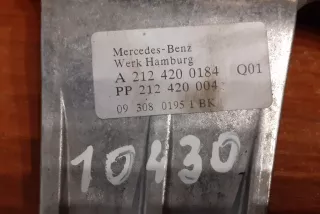 Mercedes-Benz
Werk Hamburg
A 212 420 0184 Q01
PP 212 420 004
09 308 0195 1 BK
10430